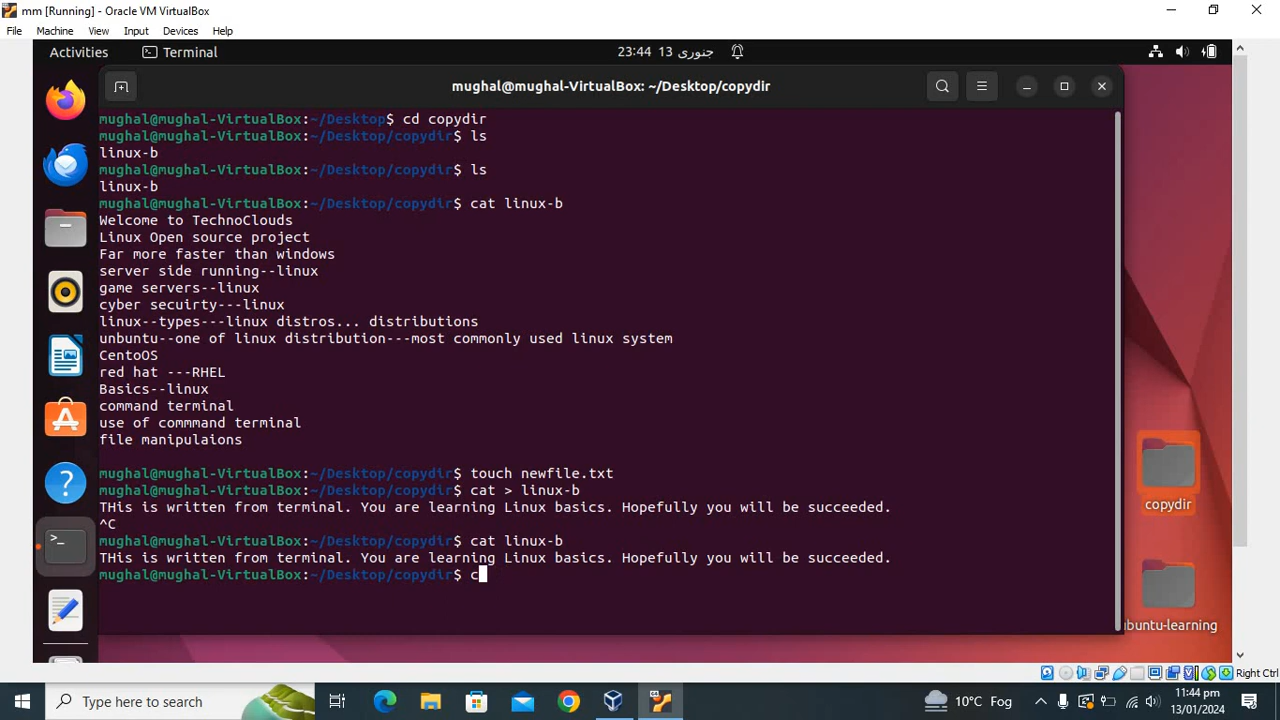 mm [Running] - Oracle VM VirtualBox
File Machine View Input Devices Help
Activities Terminal 23:44 13 جنوری
mughal@mughal-VirtualBox: ~/Desktop/copydir
mughal@mughal-VirtualBox:~/Desktop$ cd copydir
mughal@mughal-VirtualBox:~/Desktop/copydir$ ls
linux-b
mughal@mughal-VirtualBox:~/Desktop/copydir$ ls
linux-b
mughal@mughal-VirtualBox:~/Desktop/copydir$ cat linux-b
Welcome to TechnoClouds
Linux Open source project
Far more faster than windows
server side running--linux
game servers--linux
cyber secuirty---linux
linux--types---linux distros... distributions
unbuntu--one of linux distribution---most commonly used linux system
CentoOS
red hat ---RHEL
Basics--linux
command terminal
use of commmand terminal
file manipulaions
mughal@mughal-VirtualBox:~/Desktop/copydir$ touch newfile.txt
mughal@mughal-VirtualBox:~/Desktop/copydir$ cat > linux-b
THis is written from terminal. You are learning Linux basics. Hopefully you will be succeeded.
^C
mughal@mughal-VirtualBox:~/Desktop/copydir$ cat linux-b
THis is written from terminal. You are learning Linux basics. Hopefully you will be succeeded.
mughal@mughal-VirtualBox:~/Desktop/copydir$ c
copydir
ubuntu-learning
Right Ctrl
Type here to search
10°C Fog
11:44 pm
13/01/2024